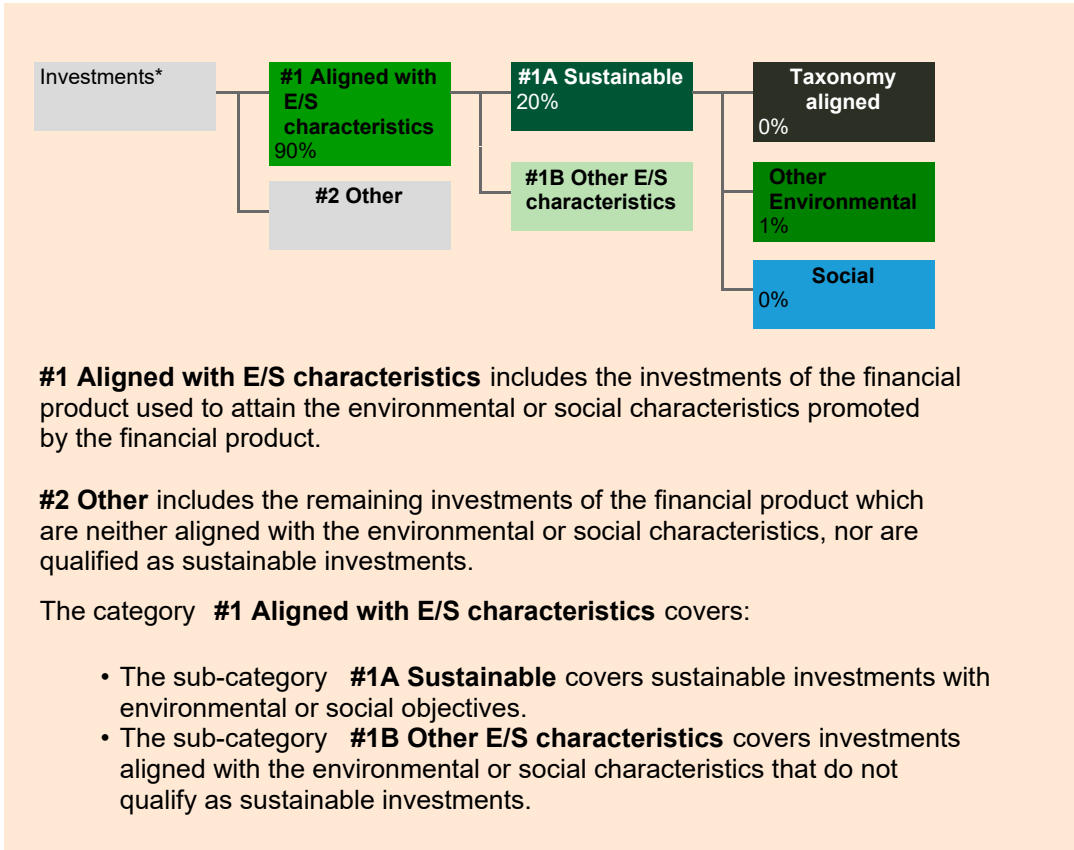 Investments*
#1 Aligned with
E/S
characteristics
90%
#2 Other
#1A Sustainable
20%
#1B Other E/S
characteristics
Taxonomy
aligned
0%
Other
Environmental
1%
Social
0%
#1 Aligned with E/S characteristics includes the investments of the financial
product used to attain the environmental or social characteristics promoted
by the financial product.
#2 Other includes the remaining investments of the financial product which
are neither aligned with the environmental or social characteristics, nor are
qualified as sustainable investments.
The category #1 Aligned with E/S characteristics covers:
• The sub-category #1A Sustainable covers sustainable investments with
environmental or social objectives.
• The sub-category #1B Other E/S characteristics covers investments
aligned with the environmental or social characteristics that do not
qualify as sustainable investments.